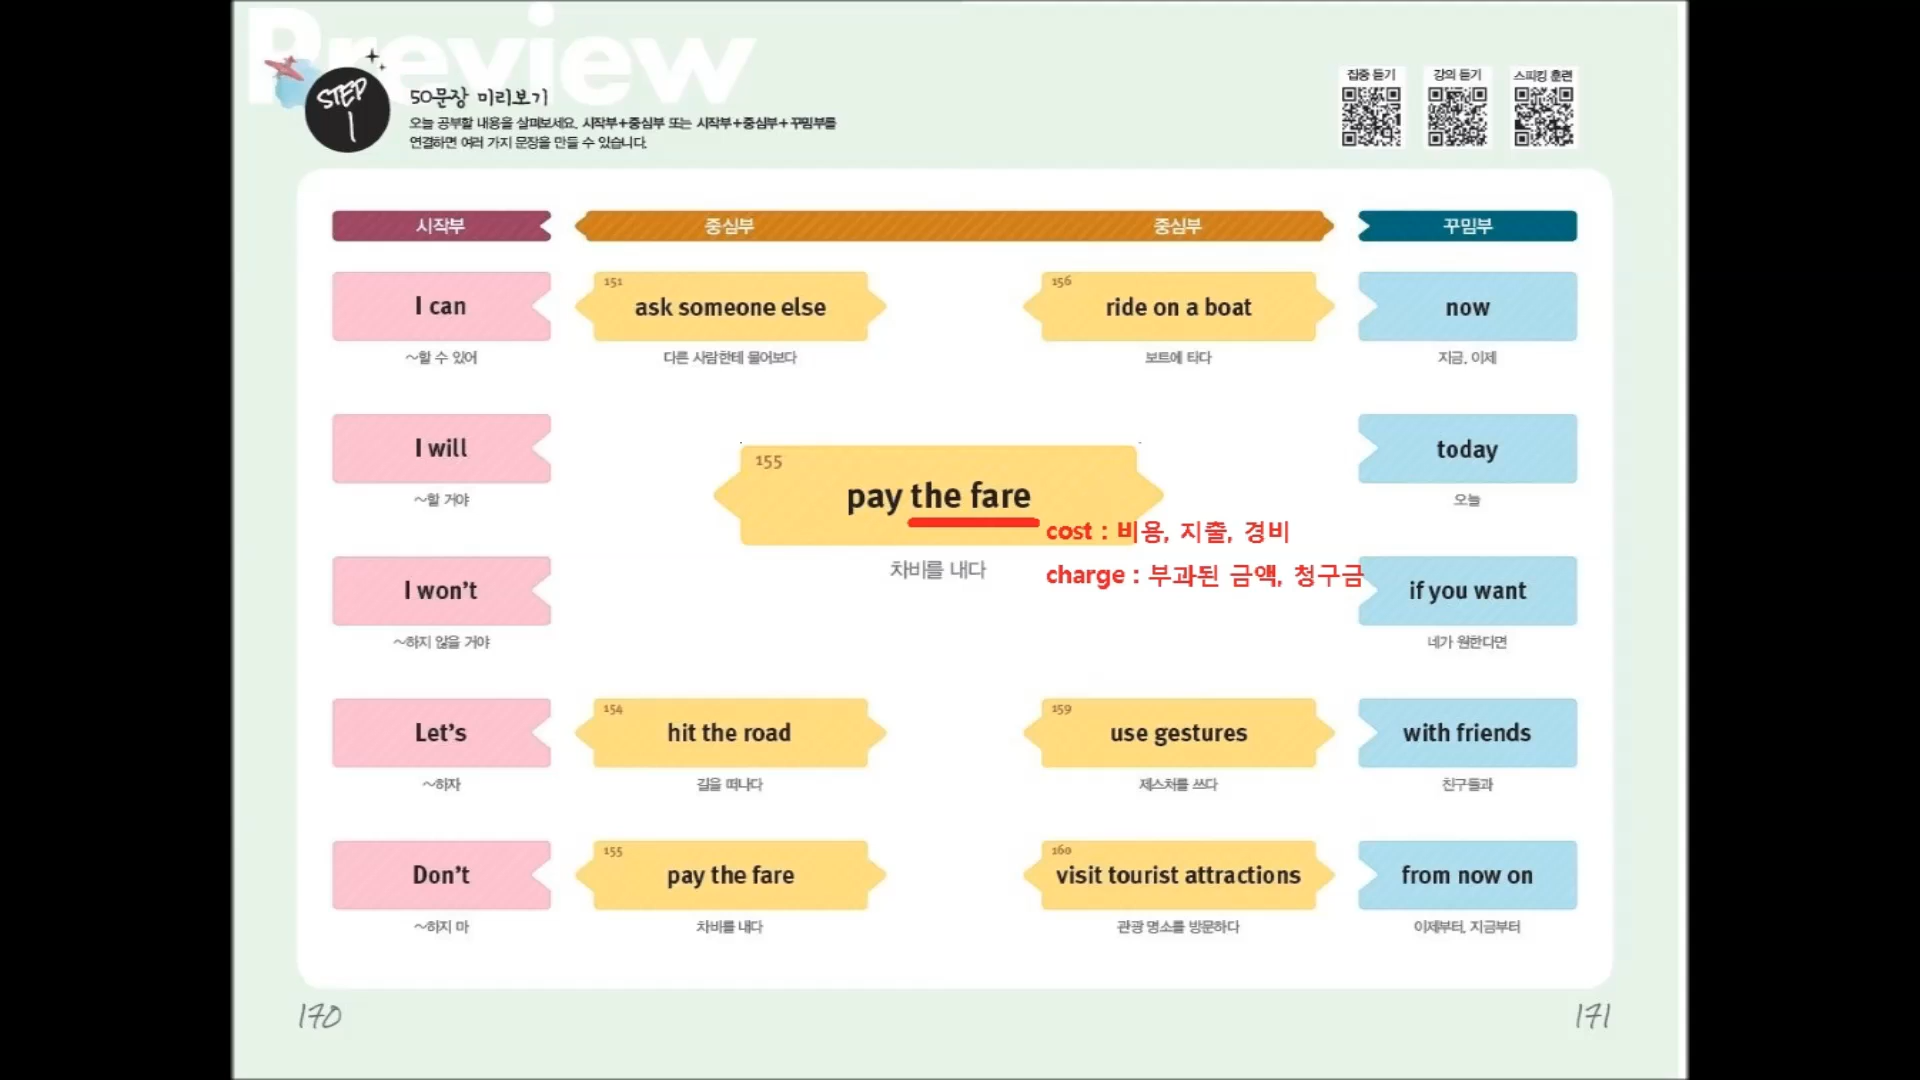 Preview
STEP
1
50문장 미리보기
오늘 공부할 내용을 살펴보세요. 시작부+중심부 또는 시작부+중심부+꾸밈부를
연결하면 여러 가지 문장을 만들 수 있습니다.
집중 듣기 강의 듣기 스피킹 훈련
시작부 중심부 중심부 꾸밈부
151 156
I can ask someone else ride on a boat now
~할 수 있어 다른 사람한테 물어보다 보트에 타다 지금, 이제
I will today
~할 거야 오늘
155
pay the fare
차비를 내다
cost : 비용, 지출, 경비
charge : 부과된 금액, 청구금
I won't if you want
~하지 않을 거야 네가 원한다면
154 159
Let's hit the road use gestures with friends
~하자 길을 떠나다 제스처를 쓰다 친구들과
155 160
Don't pay the fare visit tourist attractions from now on
~하지 마 차비를 내다 관광 명소를 방문하다 이제부터, 지금부터
170 171